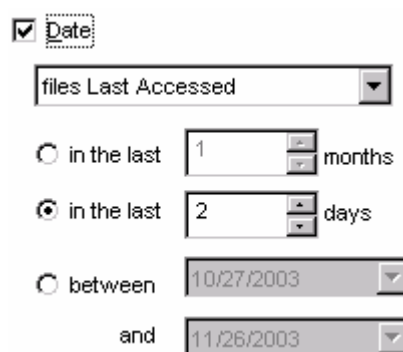 Date
files Last Accessed
in the last 1 months
in the last 2 days
between 10/27/2003
and 11/26/2003